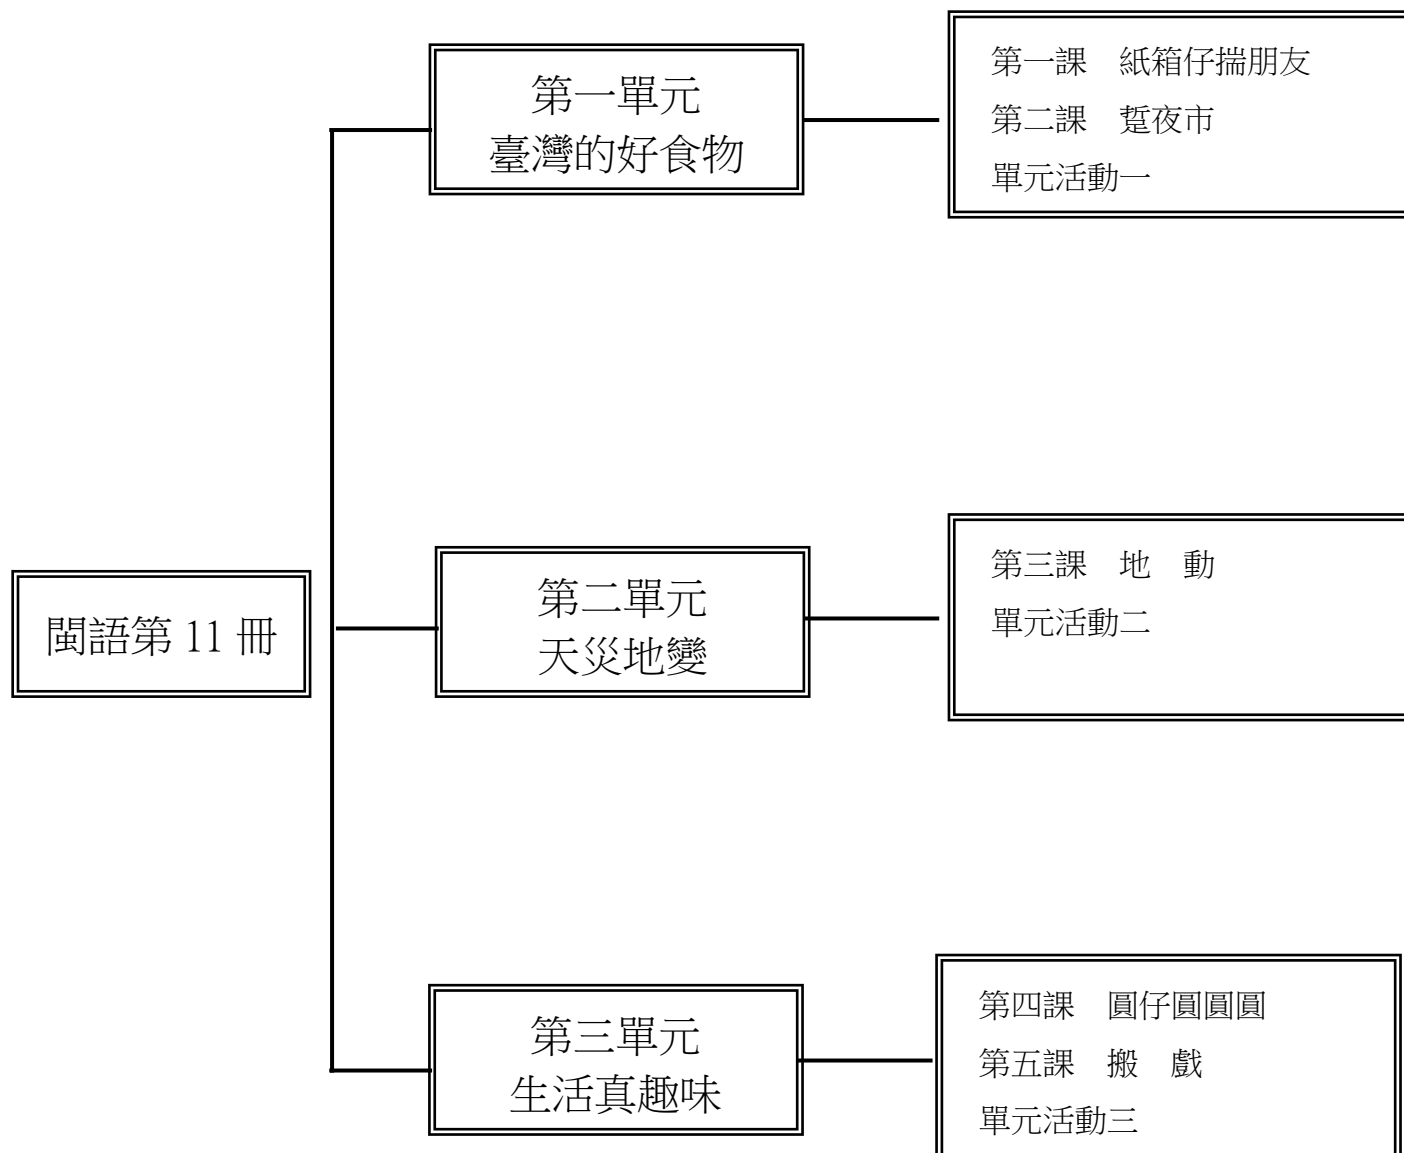 閩語第 11 冊
第一單元
臺灣的好食物
第一課　紙箱仔揣朋友
第二課　踅夜市
單元活動一
第二單元
天災地變
第三課　地　動
單元活動二
第三單元
生活真趣味
第四課　圓仔圓圓圓
第五課　搬　戲
單元活動三